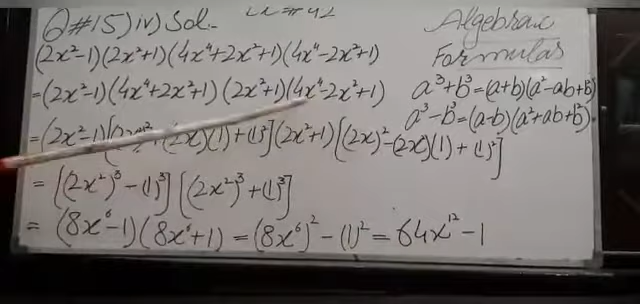 Q#15) iv) Sol.
Algebraic
Formulas
(2x²-1)(2x²+1)(4x⁴+2x²+1)(4x⁴-2x²+1)
=(2x²-1)(4x⁴+2x²+1)(2x²+1)(4x⁴-2x²+1)
a³+b³=(a+b)(a²-ab+b²)
a³-b³=(a-b)(a²+ab+b²)
=(2x²-1)[ + (2x)(1)+(1)²](2x²+1)[(2x)²-(2x)(1)+(1)²]
=[(2x²)³-(1)³][(2x²)³+(1)³]
=(8x⁶-1)(8x⁶+1)=(8x⁶)²-(1)²=64x¹²-1